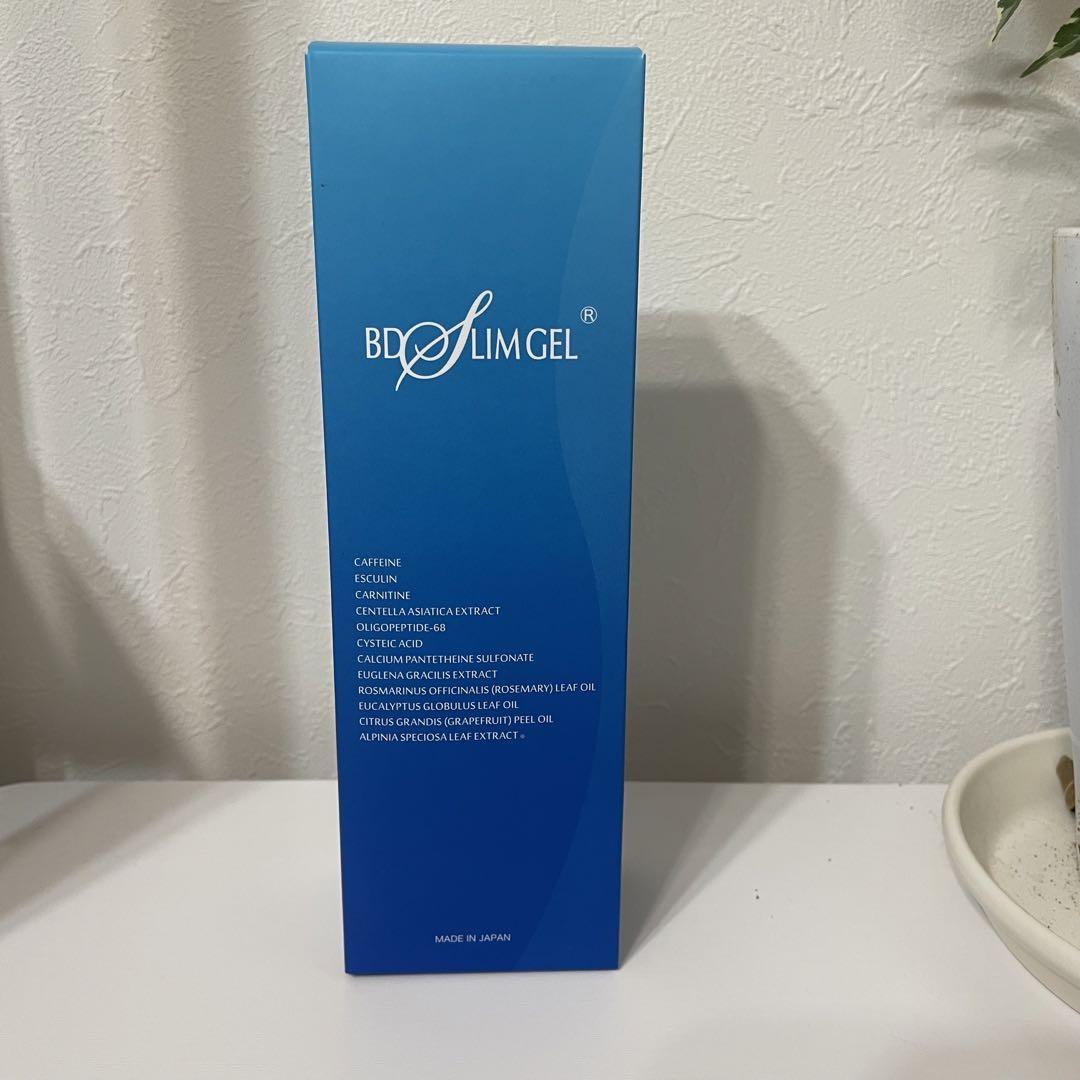 BD SLIM GEL®
CAFFEINE
ESCULIN
CARNITINE
CENTELLA ASIATICA EXTRACT
OLIGOPEPTIDE-68
CYSTEIC ACID
CALCIUM PANTETHEINE SULFONATE
EUGLENA GRACILIS EXTRACT
ROSMARINUS OFFICINALIS (ROSEMARY) LEAF OIL
EUCALYPTUS GLOBULUS LEAF OIL
CITRUS GRANDIS (GRAPEFRUIT) PEEL OIL
ALPINIA SPECIOSA LEAF EXTRACT
MADE IN JAPAN